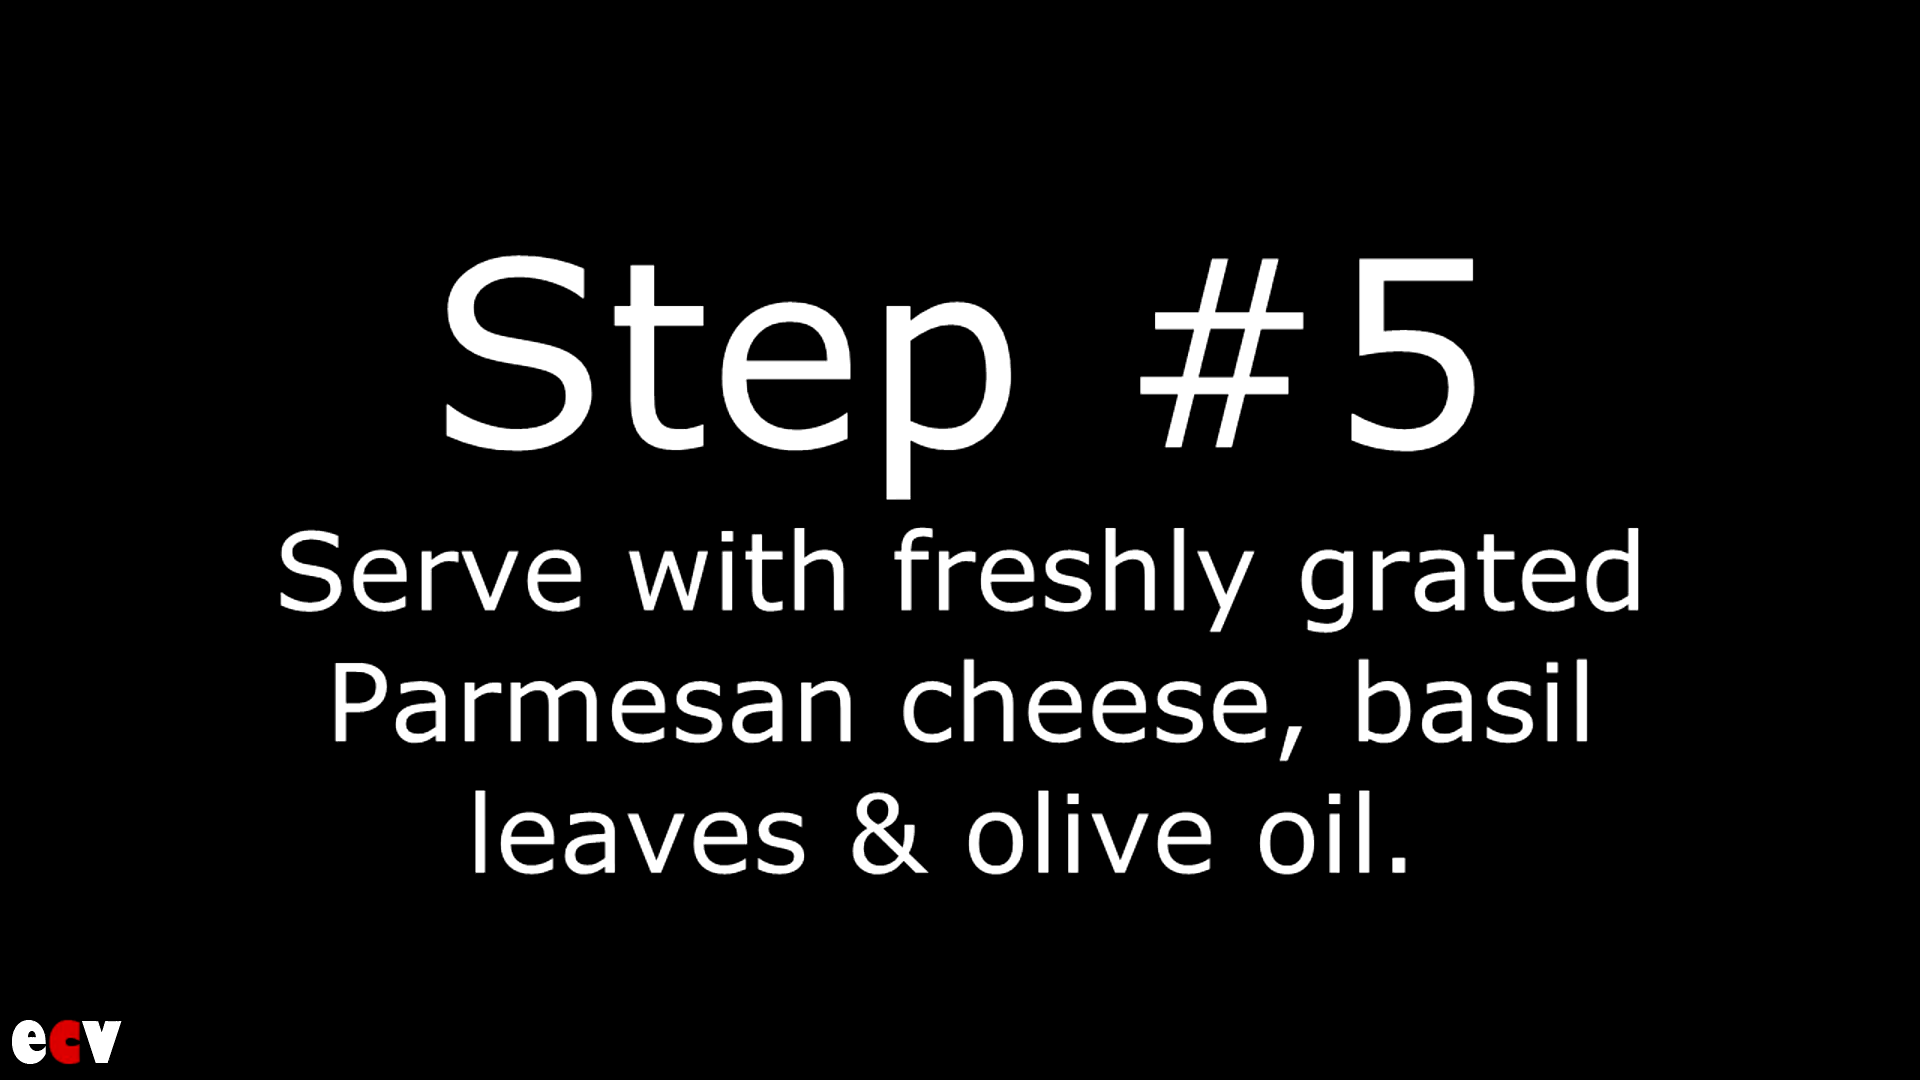 Step #5
Serve with freshly grated
Parmesan cheese, basil
leaves & olive oil.
ecv